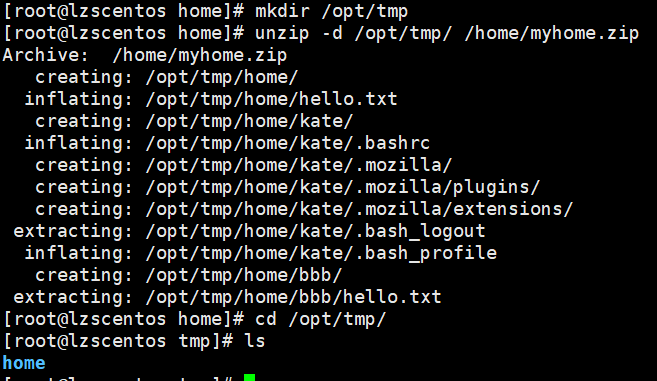 [root@lzscentos home]# mkdir /opt/tmp
[root@lzscentos home]# unzip -d /opt/tmp/ /home/myhome.zip
Archive:  /home/myhome.zip
   creating: /opt/tmp/home/
  inflating: /opt/tmp/home/hello.txt
   creating: /opt/tmp/home/kate/
  inflating: /opt/tmp/home/kate/.bashrc
   creating: /opt/tmp/home/kate/.mozilla/
   creating: /opt/tmp/home/kate/.mozilla/plugins/
   creating: /opt/tmp/home/kate/.mozilla/extensions/
 extracting: /opt/tmp/home/kate/.bash_logout
  inflating: /opt/tmp/home/kate/.bash_profile
   creating: /opt/tmp/home/bbb/
 extracting: /opt/tmp/home/bbb/hello.txt
[root@lzscentos home]# cd /opt/tmp/
[root@lzscentos tmp]# ls
home
[root@lzscentos tmp]#